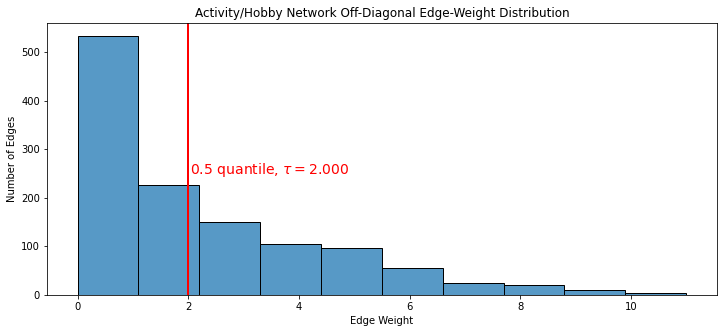 Activity/Hobby Network Off-Diagonal Edge-Weight Distribution
Number of Edges
500
400
300
200
100
0
0.5 quantile, τ = 2.000
0 2 4 6 8 10
Edge Weight